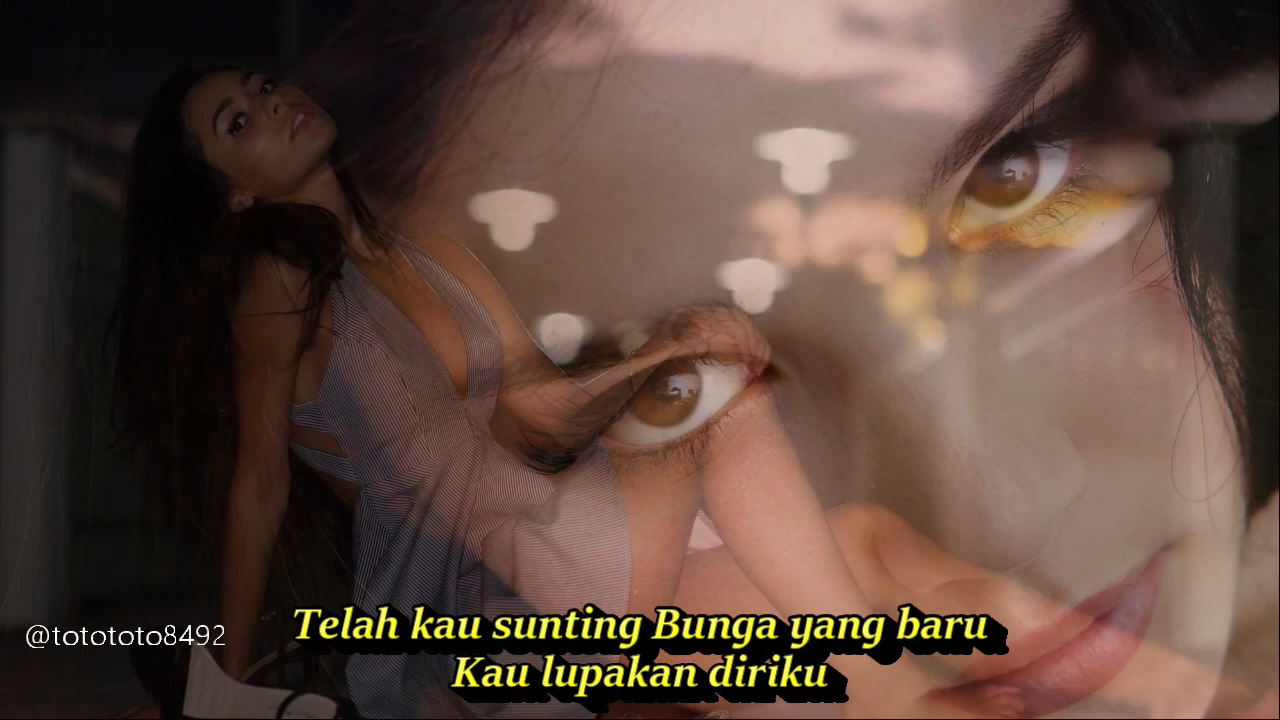 @totototo8492
Telah kau sunting Bunga yang baru
Kau lupakan diriku